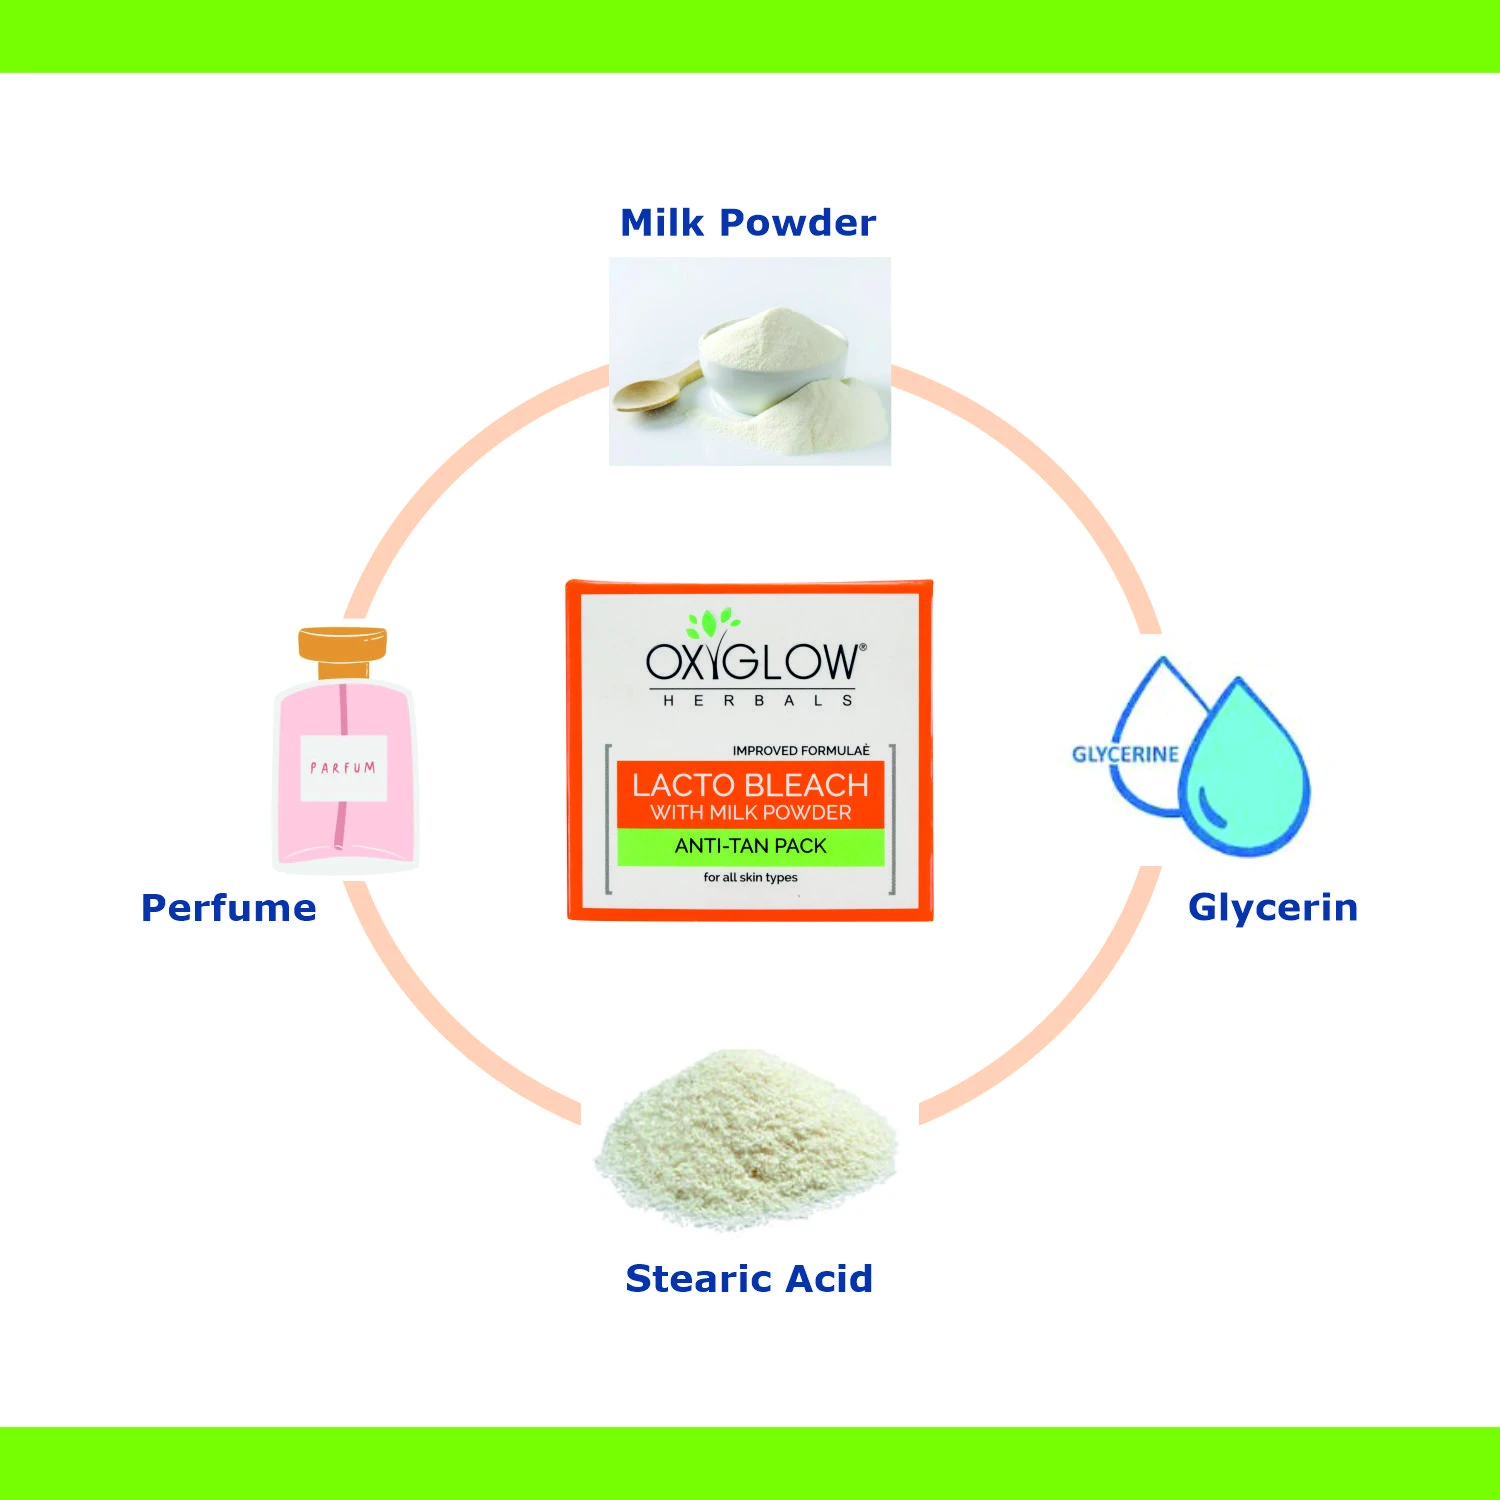 Milk Powder
OXYGLOW®
HERBALS
IMPROVED FORMULAÈ
LACTO BLEACH
WITH MILK POWDER
ANTI-TAN PACK
for all skin types
PARFUM
Perfume
GLYCERINE
Glycerin
Stearic Acid